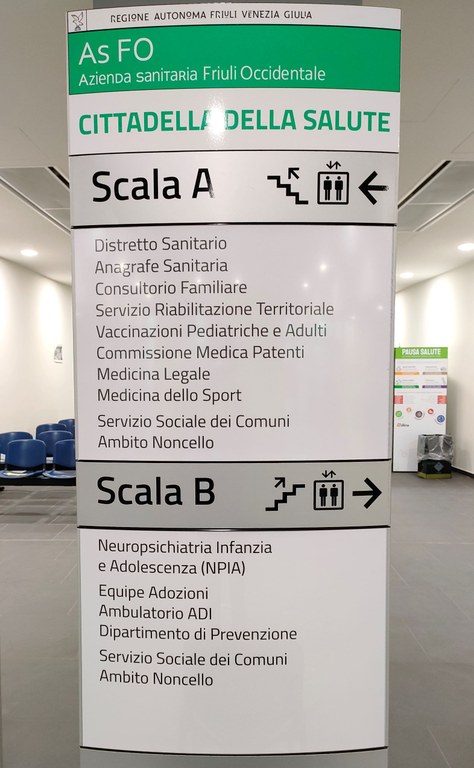 REGIONE AUTONOMA FRIULI VENEZIA GIULIA
As FO
Azienda sanitaria Friuli Occidentale
CITTADELLA DELLA SALUTE
Scala A
Distretto Sanitario
Anagrafe Sanitaria
Consultorio Familiare
Servizio Riabilitazione Territoriale
Vaccinazioni Pediatriche e Adulti
Commissione Medica Patenti
Medicina Legale
Medicina dello Sport
Servizio Sociale dei Comuni
Ambito Noncello
Scala B
Neuropsichiatria Infanzia
e Adolescenza (NPIA)
Equipe Adozioni
Ambulatorio ADI
Dipartimento di Prevenzione
Servizio Sociale dei Comuni
Ambito Noncello
PAUSA SALUTE